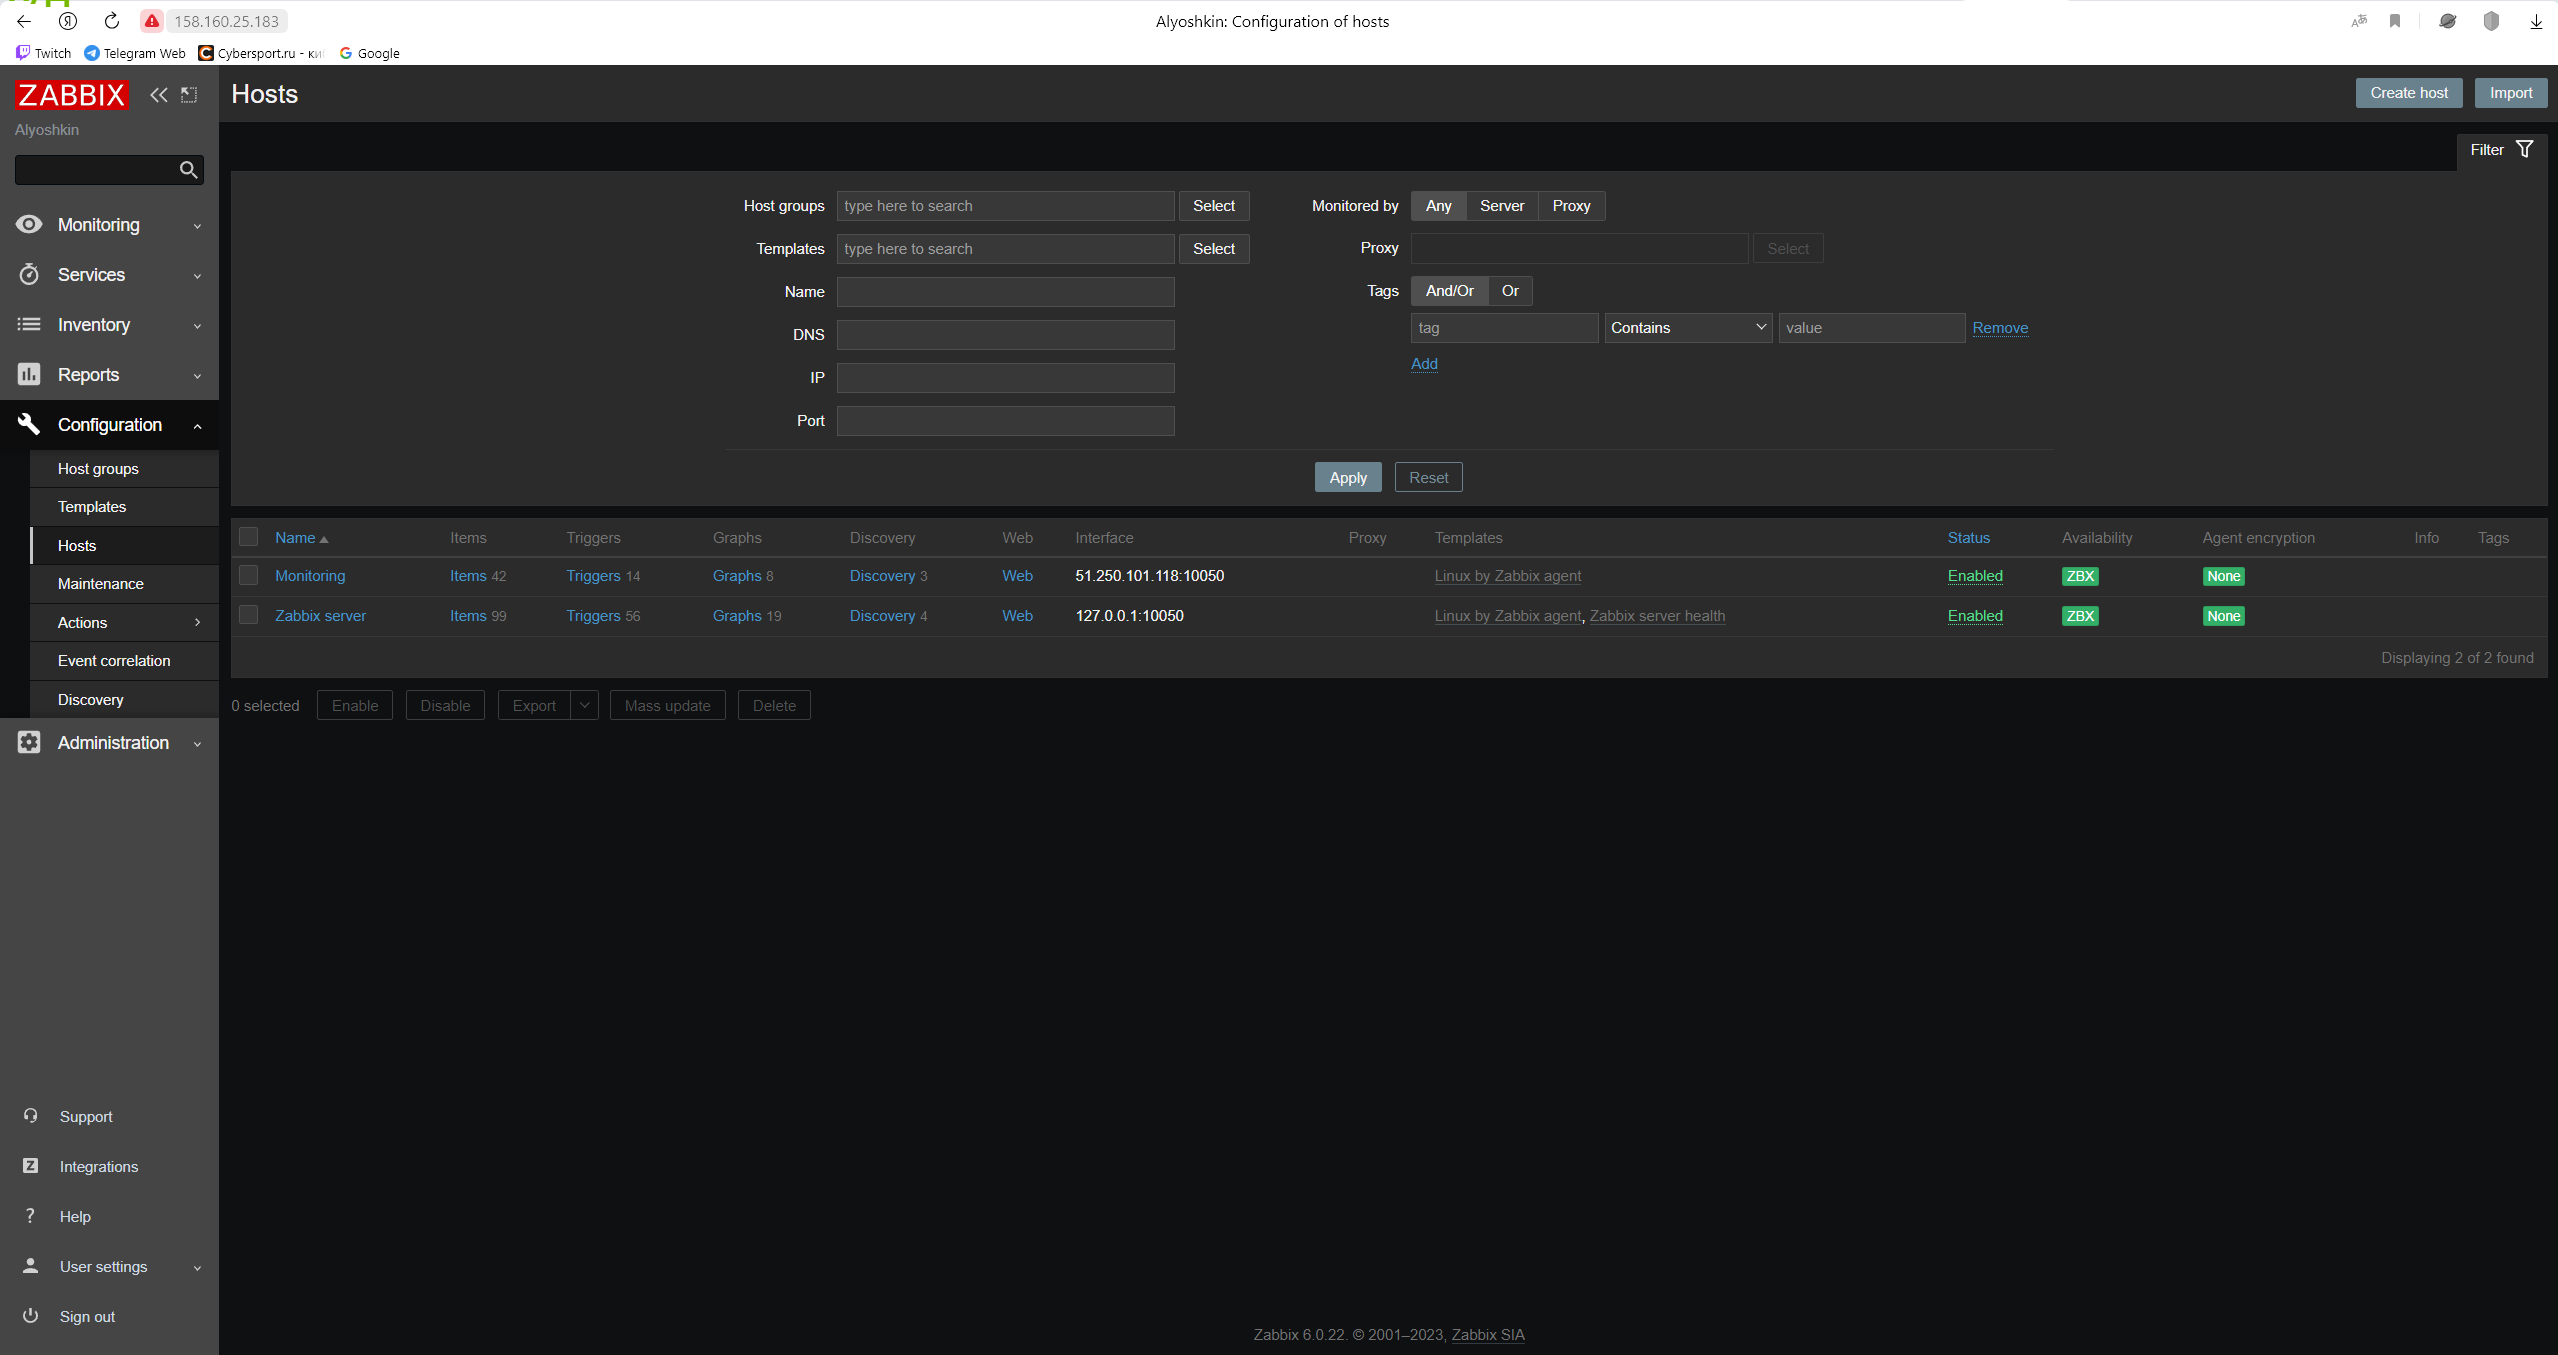 158.160.25.183
Alyoshkin: Configuration of hosts
Twitch Telegram Web Cybersport.ru - ки Google
ZABBIX
Alyoshkin
Hosts
Create host Import
Filter
Monitoring
Services
Inventory
Reports
Configuration
Host groups
Templates
Hosts
Maintenance
Actions
Event correlation
Discovery
Administration
Support
Integrations
Help
User settings
Sign out
Host groups type here to search Select
Templates type here to search Select
Name
DNS
IP
Port
Monitored by Any Server Proxy
Proxy Select
Tags And/Or Or
tag Contains value Remove
Add
Apply Reset
Name Items Triggers Graphs Discovery Web Interface Proxy Templates Status Availability Agent encryption Info Tags
Monitoring Items 42 Triggers 14 Graphs 8 Discovery 3 Web 51.250.101.118:10050 Linux by Zabbix agent Enabled ZBX None
Zabbix server Items 99 Triggers 56 Graphs 19 Discovery 4 Web 127.0.0.1:10050 Linux by Zabbix agent, Zabbix server health Enabled ZBX None
Displaying 2 of 2 found
0 selected Enable Disable Export Mass update Delete
Zabbix 6.0.22. © 2001–2023, Zabbix SIA